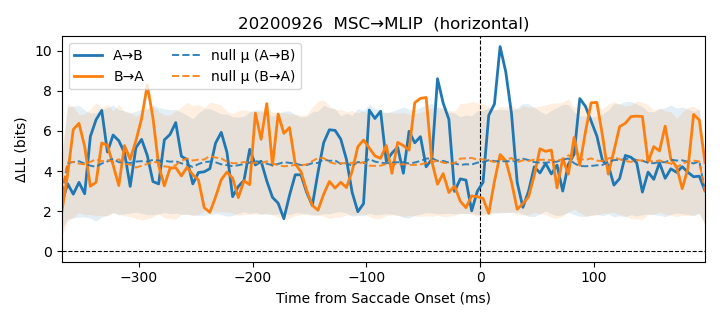 20200926  MSC→MLIP  (horizontal)
A→B
B→A
null μ (A→B)
null μ (B→A)
ΔLL (bits)
10
8
6
4
2
0
−300
−200
−100
0
100
Time from Saccade Onset (ms)